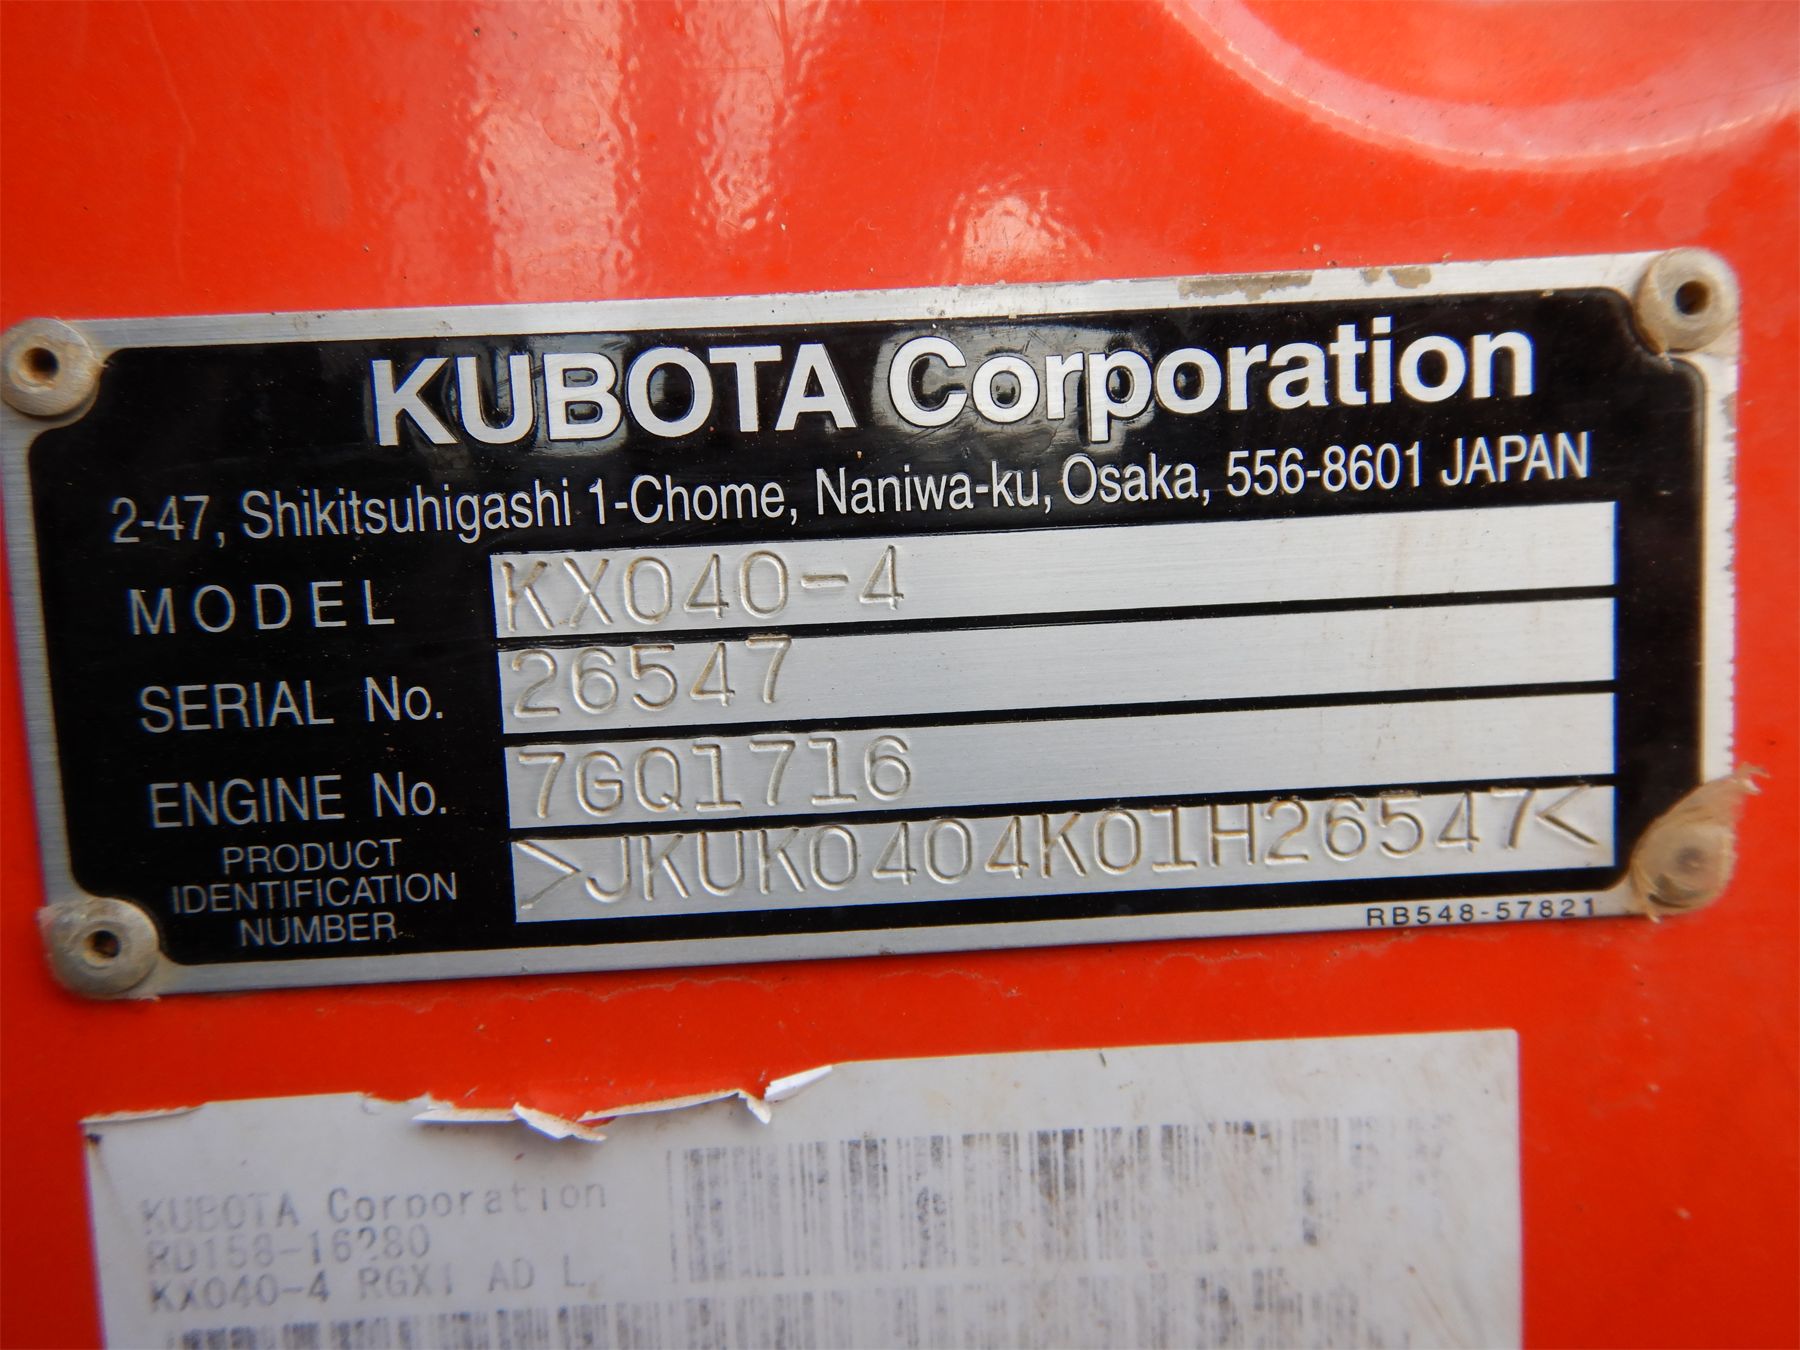 KUBOTA Corporation
2-47, Shikitsuhigashi 1-Chome, Naniwa-ku, Osaka, 556-8601 JAPAN
MODEL KX040-4
SERIAL No. 26547
ENGINE No. 7GQ1716
PRODUCT
IDENTIFICATION
NUMBER >JKUK0404K01H26547<
RB548-57821
KUBOTA Corporation
RD158-16280
KX040-4 AD L